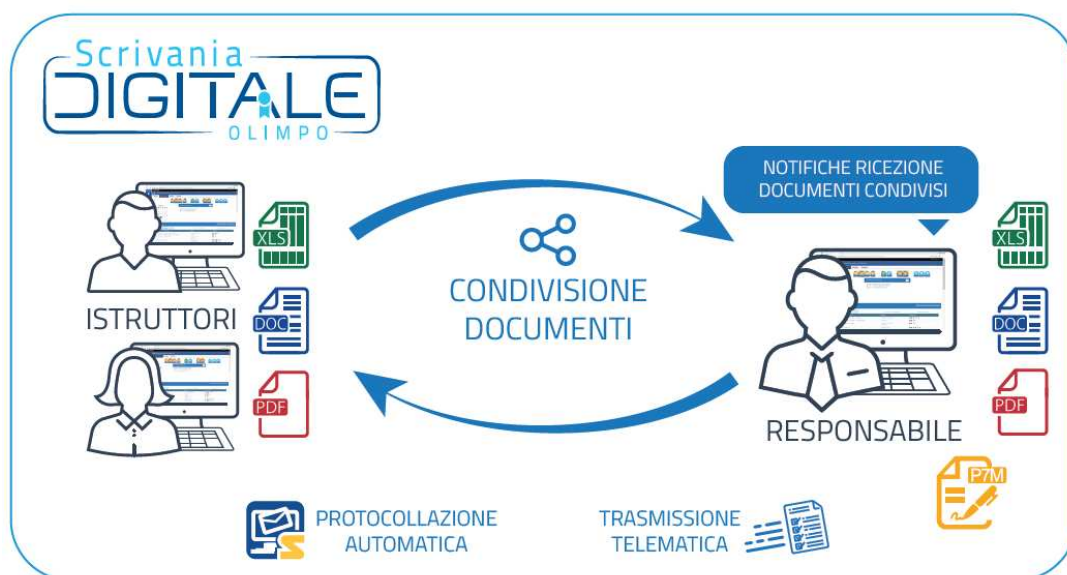 Scrivania
DIGITALE
OLIMPO
NOTIFICHE RICEZIONE
DOCUMENTI CONDIVISI
XLS
ISTRUTTORI
DOC
PDF
CONDIVISIONE
DOCUMENTI
XLS
DOC
PDF
RESPONSABILE
P7M
PROTOCOLLAZIONE
AUTOMATICA
TRASMISSIONE
TELEMATICA